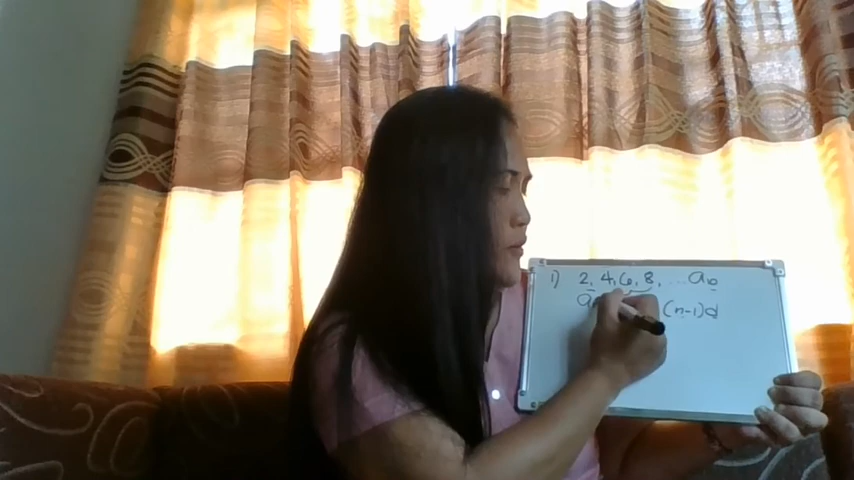 1) 2, 4, 6, 8, ... a₁₀
a (n-1)d